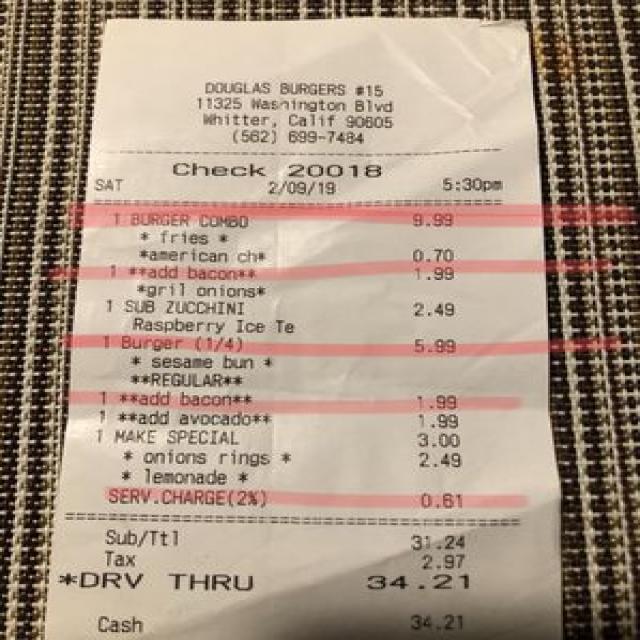 DOUGLAS BURGERS #15
11325 Washington Blvd
Whitter, Calif 90605
(562) 699-7484
Check 20018
SAT 2/09/19 5:30pm
1 BURGER COMBO 9.99
* fries *
*american ch* 0.70
1 **add bacon** 1.99
*gril onions*
1 SUB ZUCCHINI 2.49
Raspberry Ice Te
1 Burger (1/4) 5.99
* sesame bun *
**REGULAR**
1 **add bacon** 1.99
1 **add avocado** 1.99
1 MAKE SPECIAL 3.00
* onions rings * 2.49
* lemonade *
SERV.CHARGE(2%) 0.61
Sub/Ttl 31.24
Tax 2.97
*DRV THRU 34.21
Cash 34.21